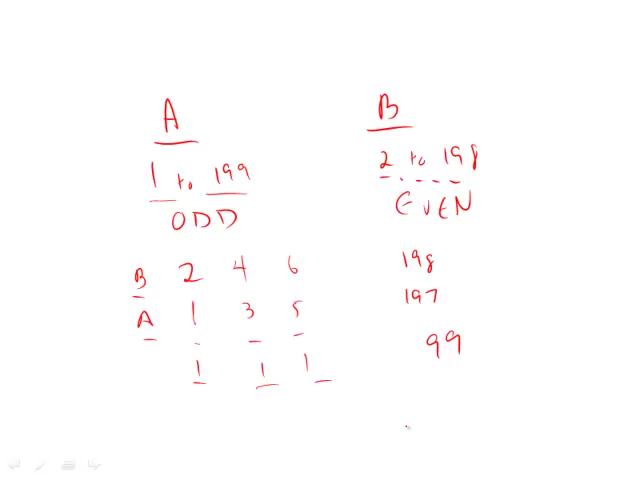 A B
1 to 199 2 to 198
ODD EVEN
B 2 4 6 198
A 1 3 5 197
1 1 1 99